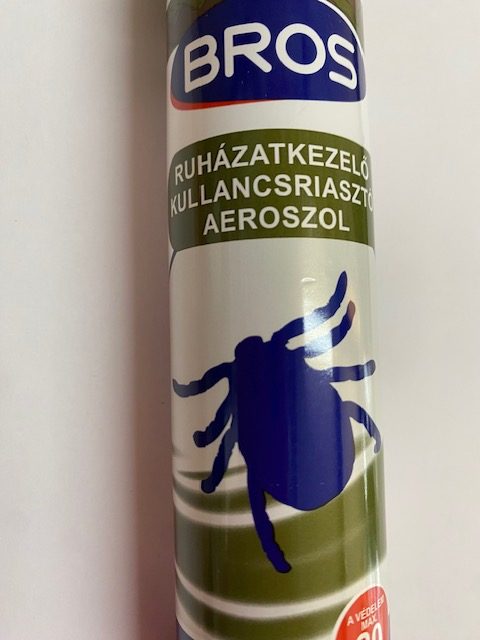 BROS
RUHÁZATKEZELŐ
KULLANCSRIASZTÓ
AEROSZOL
A VÉDELEM
MAX.